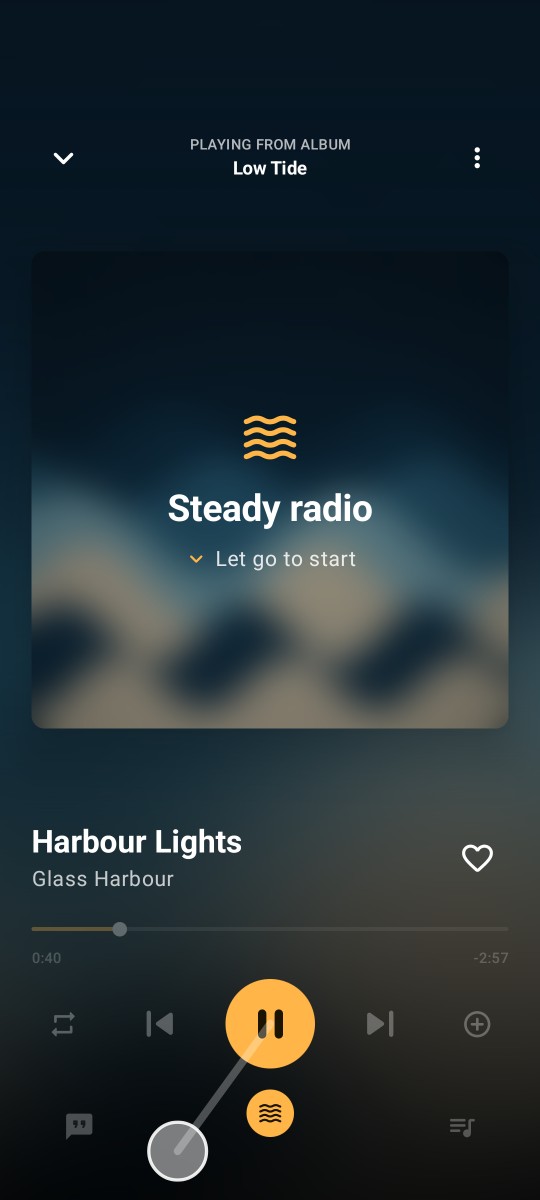 PLAYING FROM ALBUM
Low Tide
Steady radio
Let go to start
Harbour Lights
Glass Harbour
0:40
-2:57